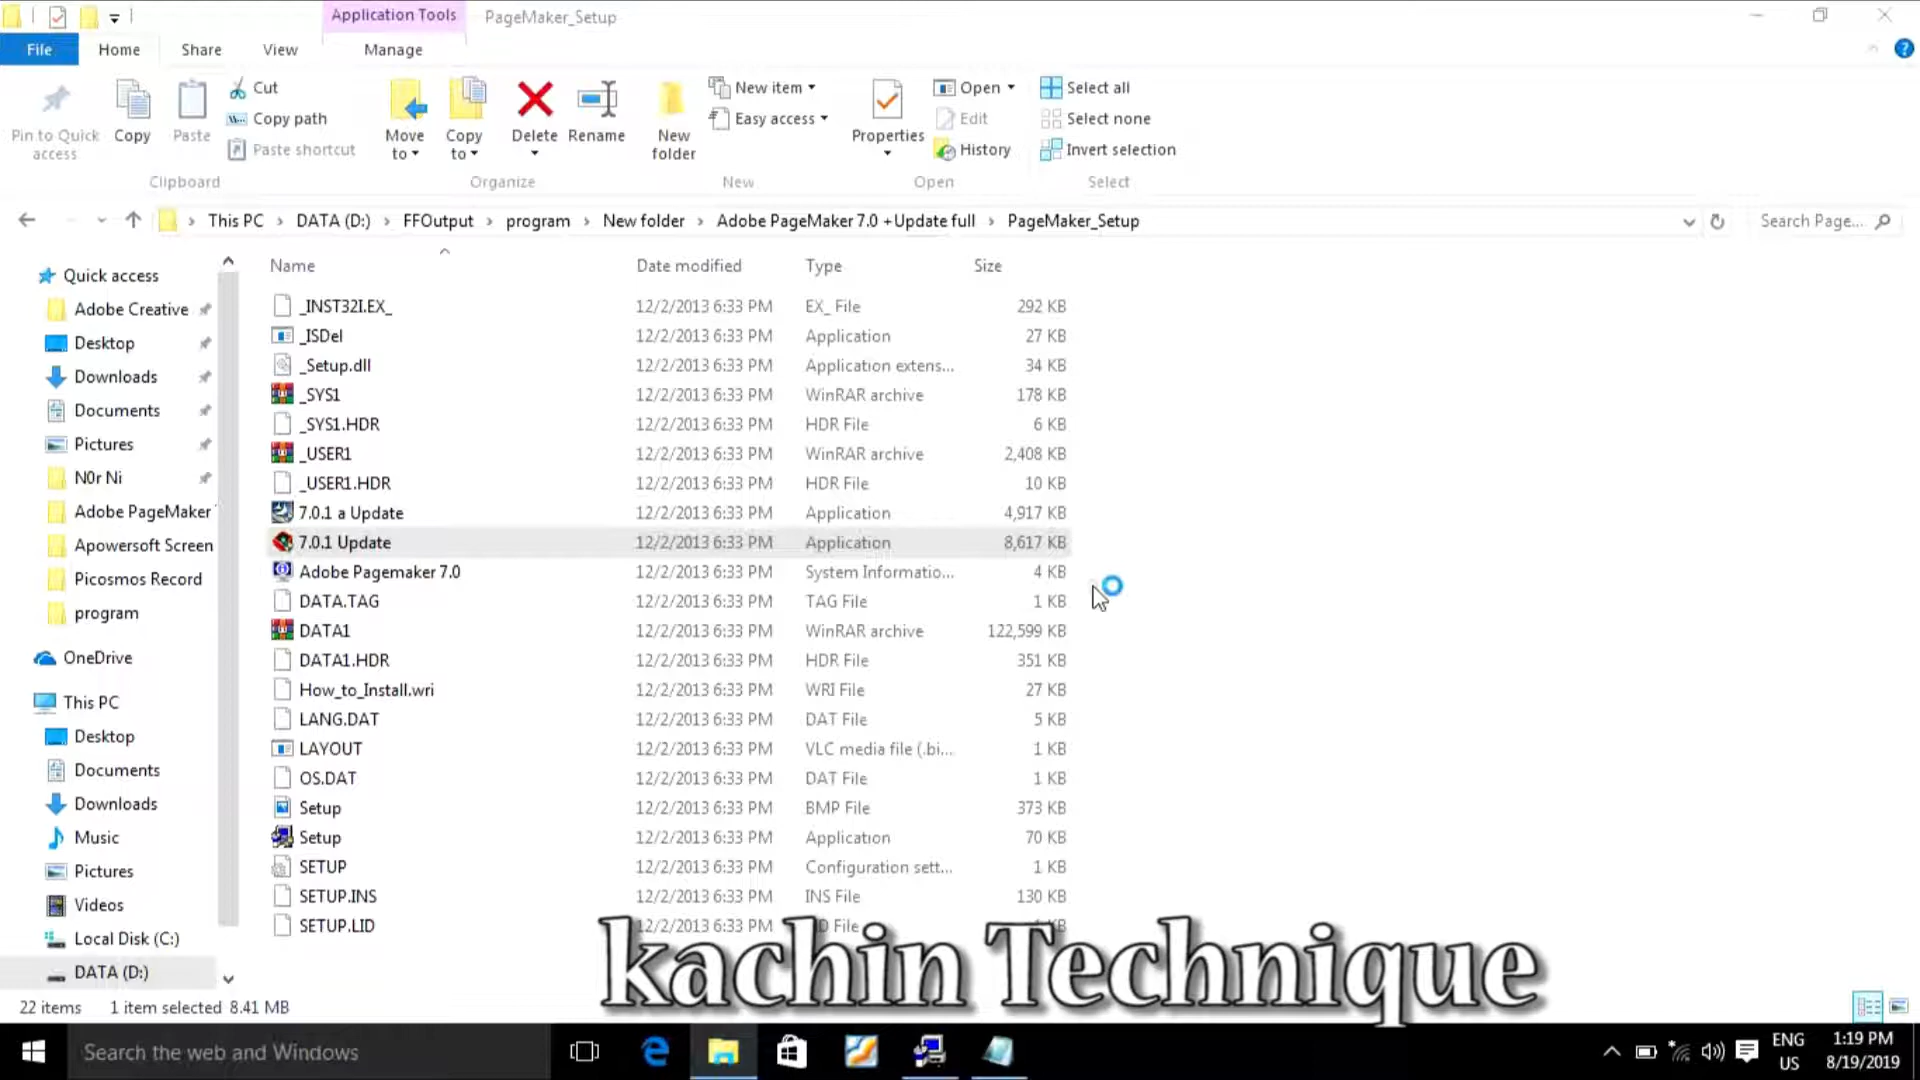 Application Tools
PageMaker_Setup
File
Home
Share
View
Manage
Pin to Quick access
Copy
Paste
Cut
Copy path
Paste shortcut
Move to
Copy to
Delete
Rename
New folder
New item
Easy access
Properties
Open
Edit
History
Select all
Select none
Invert selection
Clipboard
Organize
New
Open
Select
This PC > DATA (D:) > FFOutput > program > New folder > Adobe PageMaker 7.0 +Update full > PageMaker_Setup
Search Page...
Name Date modified Type Size
Quick access
Adobe Creative
Desktop
Downloads
Documents
Pictures
N0r Ni
Adobe PageMaker
Apowersoft Screen
Picosmos Record
program
OneDrive
This PC
Desktop
Documents
Downloads
Music
Pictures
Videos
Local Disk (C:)
DATA (D:)
_INST32I.EX_ 12/2/2013 6:33 PM EX_ File 292 KB
_ISDel 12/2/2013 6:33 PM Application 27 KB
_Setup.dll 12/2/2013 6:33 PM Application extens... 34 KB
_SYS1 12/2/2013 6:33 PM WinRAR archive 178 KB
_SYS1.HDR 12/2/2013 6:33 PM HDR File 6 KB
_USER1 12/2/2013 6:33 PM WinRAR archive 2,408 KB
_USER1.HDR 12/2/2013 6:33 PM HDR File 10 KB
7.0.1 a Update 12/2/2013 6:33 PM Application 4,917 KB
7.0.1 Update 12/2/2013 6:33 PM Application 8,617 KB
Adobe Pagemaker 7.0 12/2/2013 6:33 PM System Informatio... 4 KB
DATA.TAG 12/2/2013 6:33 PM TAG File 1 KB
DATA1 12/2/2013 6:33 PM WinRAR archive 122,599 KB
DATA1.HDR 12/2/2013 6:33 PM HDR File 351 KB
How_to_Install.wri 12/2/2013 6:33 PM WRI File 27 KB
LANG.DAT 12/2/2013 6:33 PM DAT File 5 KB
LAYOUT 12/2/2013 6:33 PM VLC media file (.bi... 1 KB
OS.DAT 12/2/2013 6:33 PM DAT File 1 KB
Setup 12/2/2013 6:33 PM BMP File 373 KB
Setup 12/2/2013 6:33 PM Application 70 KB
SETUP 12/2/2013 6:33 PM Configuration sett... 1 KB
SETUP.INS 12/2/2013 6:33 PM INS File 130 KB
SETUP.LID 12/2/2013 6:33 PM File KB
kachin Technique
22 items 1 item selected 8.41 MB
Search the web and Windows
ENG
US
1:19 PM
8/19/2019